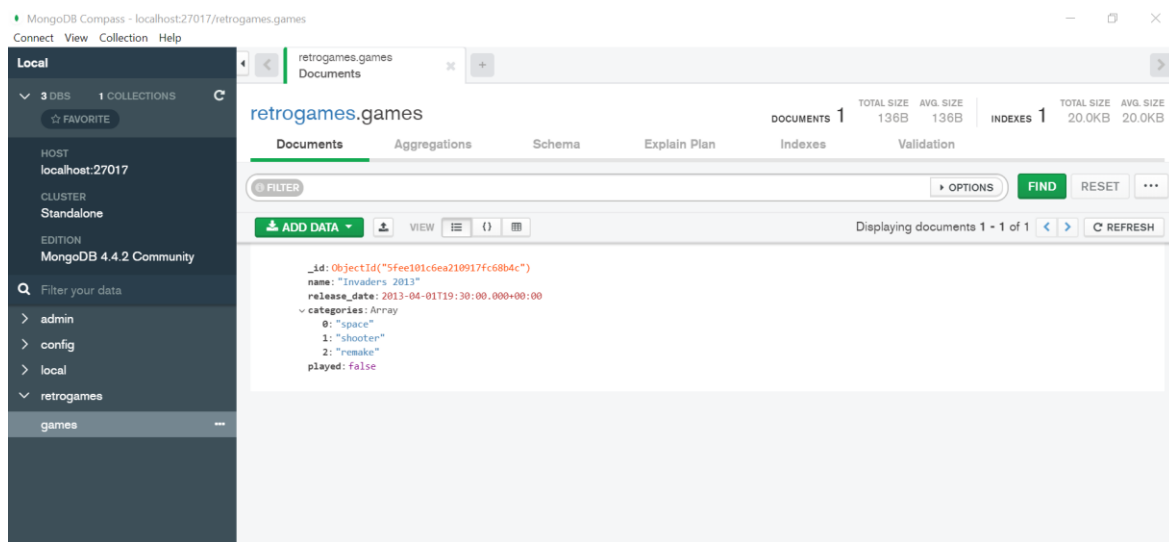 MongoDB Compass - localhost:27017/retrogames.games
Connect View Collection Help
Local
3 DBS 1 COLLECTIONS
FAVORITE
HOST
localhost:27017
CLUSTER
Standalone
EDITION
MongoDB 4.4.2 Community
Filter your data
admin
config
local
retrogames
games
retrogames.games
Documents
retrogames.games
DOCUMENTS 1 TOTAL SIZE 136B AVG. SIZE 136B INDEXES 1 TOTAL SIZE 20.0KB AVG. SIZE 20.0KB
Documents Aggregations Schema Explain Plan Indexes Validation
FILTER OPTIONS FIND RESET ...
ADD DATA VIEW {} Displaying documents 1 - 1 of 1 < > REFRESH
_id: ObjectId("5fee101c6ea210917fc68b4c")
name: "Invaders 2013"
release_date: 2013-04-01T19:30:00.000+00:00
categories: Array
0: "space"
1: "shooter"
2: "remake"
played: false